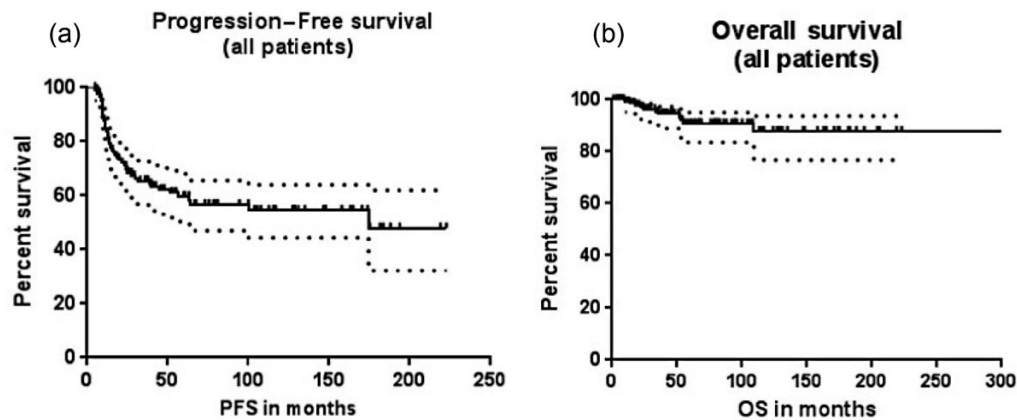 (a)
Progression-Free survival
(all patients)
Percent survival
100
80
60
40
20
0
0 50 100 150 200 250
PFS in months
(b)
Overall survival
(all patients)
Percent survival
100
80
60
40
20
0
0 50 100 150 200 250 300
OS in months